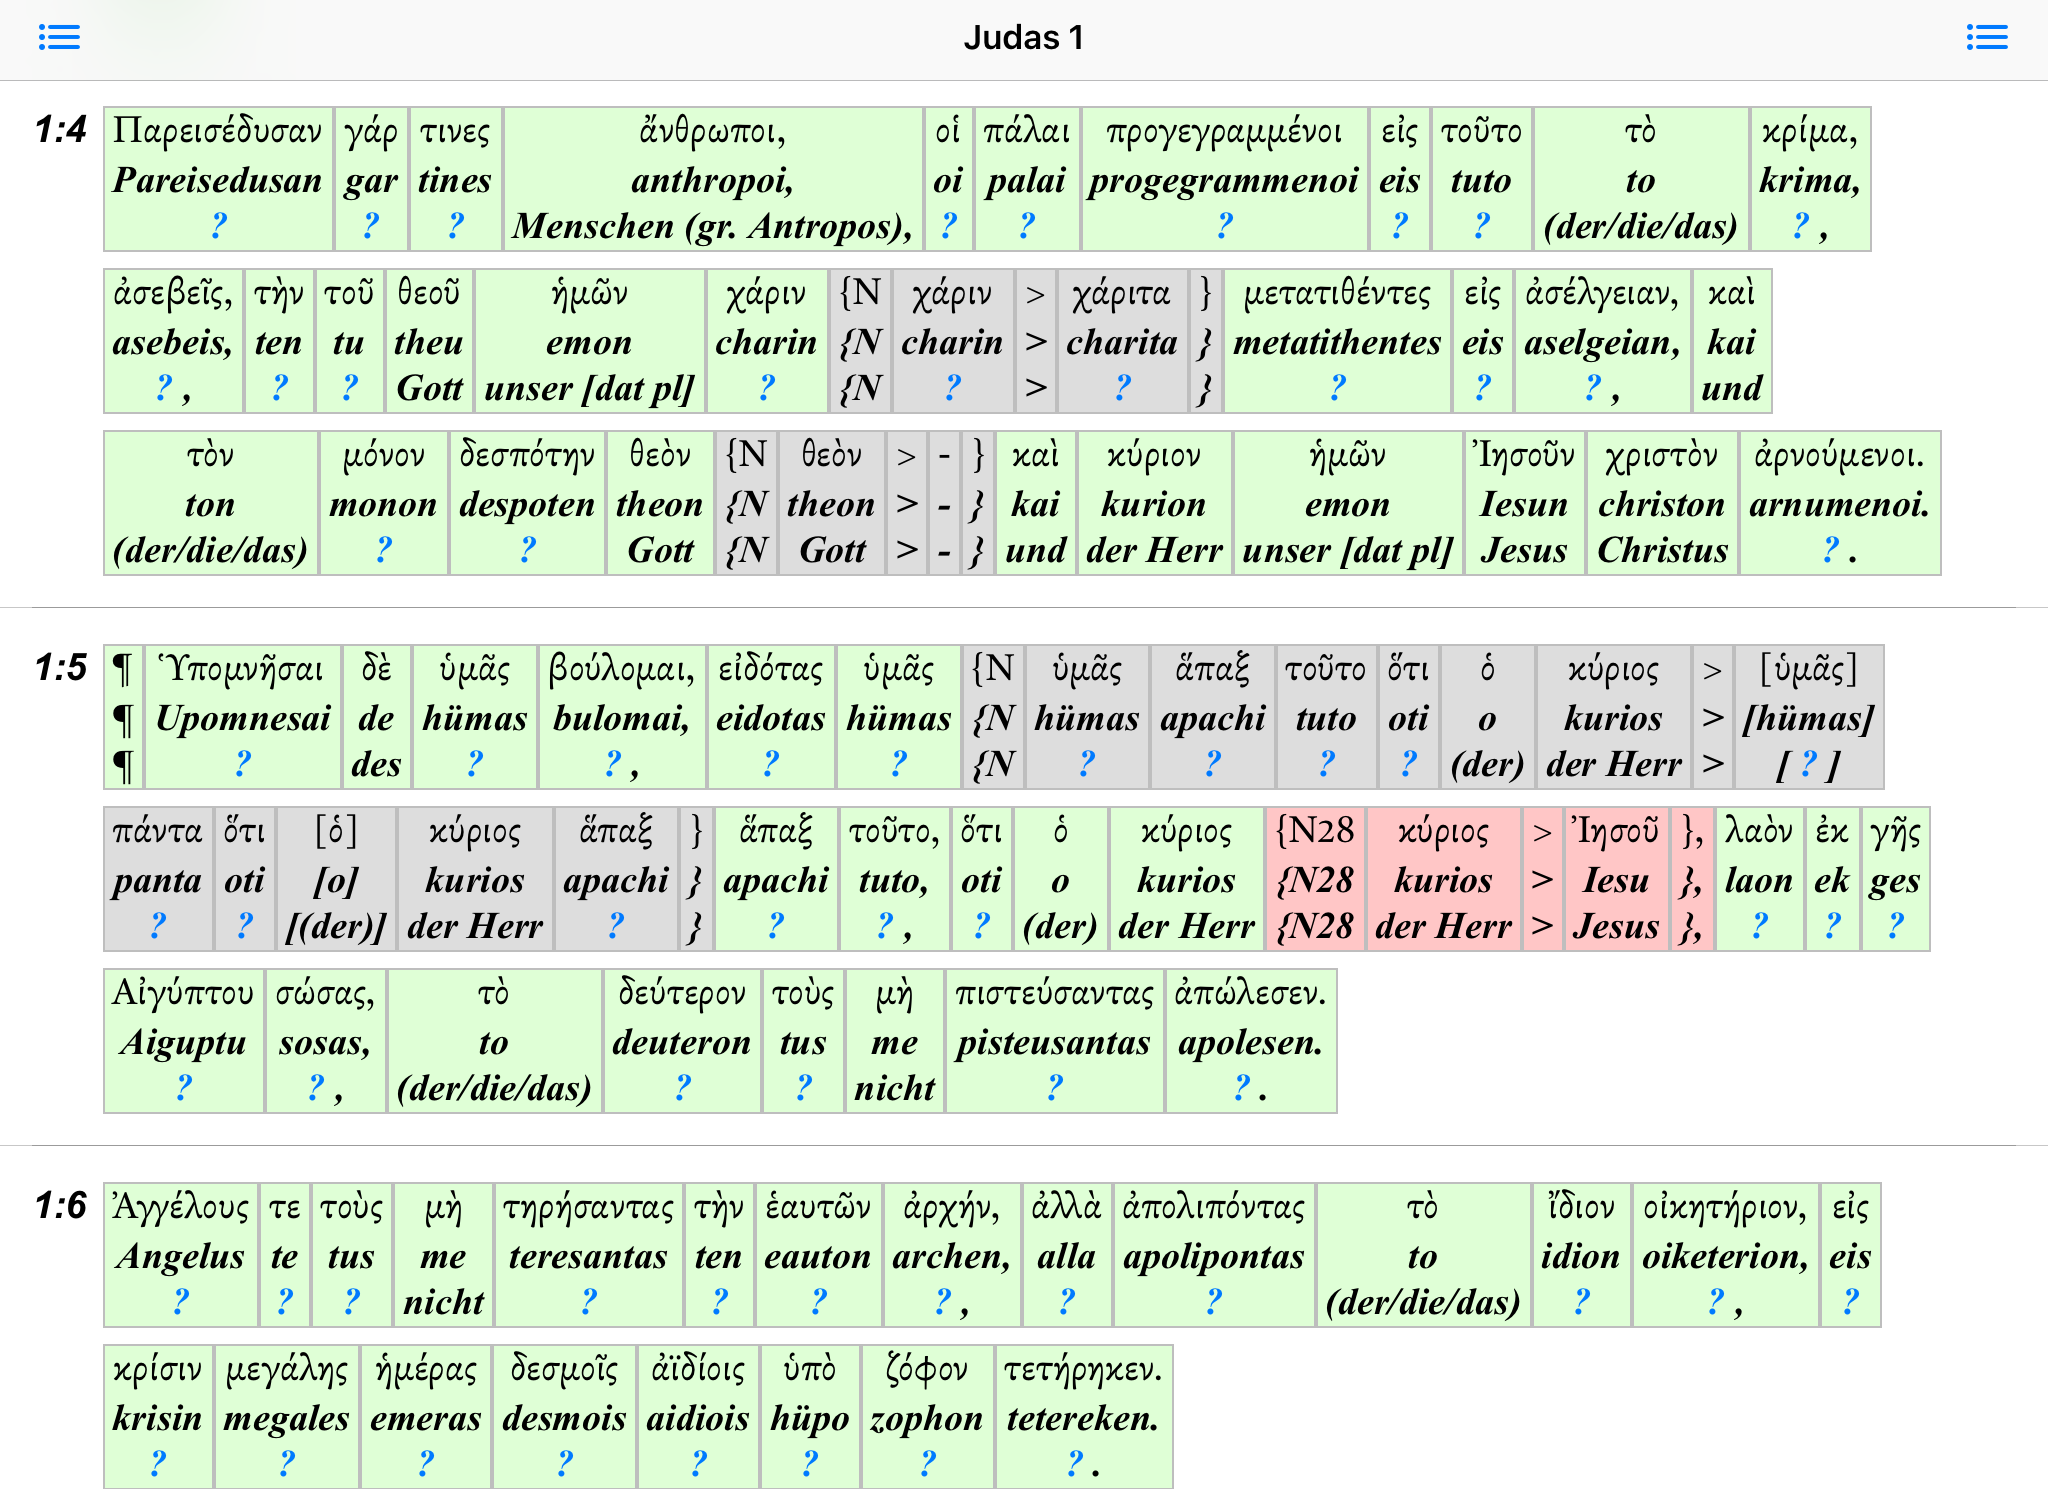 Judas 1
1:4 Παρεισέδυσαν γάρ τινες ἄνθρωποι, οἱ πάλαι προγεγραμμένοι εἰς τοῦτο τὸ κρίμα,
Pareisedusan gar tines anthropoi, oi palai progegrammenoi eis tuto to krima,
? ? ? Menschen (gr. Antropos), ? ? ? ? ? (der/die/das) ? ,
ἀσεβεῖς, τὴν τοῦ θεοῦ ἡμῶν χάριν {N χάριν > χάριτα } μετατιθέντες εἰς ἀσέλγειαν, καὶ
asebeis, ten tu theu emon charin {N charin > charita } metatithentes eis aselgeian, kai
? , ? ? Gott unser [dat pl] ? {N ? > ? } ? ? ? , und
τὸν μόνον δεσπότην θεὸν {N θεὸν > - } καὶ κύριον ἡμῶν Ἰησοῦν χριστὸν ἀρνούμενοι.
ton monon despoten theon {N theon > - } kai kurion emon Iesun christon arnumenoi.
(der/die/das) ? ? Gott {N Gott > - } und der Herr unser [dat pl] Jesus Christus ? .
1:5 ¶ Ὑπομνῆσαι δὲ ὑμᾶς βούλομαι, εἰδότας ὑμᾶς {N ὑμᾶς ἅπαξ τοῦτο ὅτι ὁ κύριος > [ὑμᾶς]
¶ Upomnesai de hümas bulomai, eidotas hümas {N hümas apachi tuto oti o kurios > [hümas]
¶ ? des ? ? , ? ? {N ? ? ? ? (der) der Herr > [ ? ]
πάντα ὅτι [ὁ] κύριος ἅπαξ } ἅπαξ τοῦτο, ὅτι ὁ κύριος {N28 κύριος > Ἰησοῦ }, λαὸν ἐκ γῆς
panta oti [o] kurios apachi } apachi tuto, oti o kurios {N28 kurios > Iesu }, laon ek ges
? ? [(der)] der Herr ? } ? ? , ? (der) der Herr {N28 der Herr > Jesus }, ? ? ?
Αἰγύπτου σώσας, τὸ δεύτερον τοὺς μὴ πιστεύσαντας ἀπώλεσεν.
Aiguptu sosas, to deuteron tus me pisteusantas apolesen.
? ? , (der/die/das) ? ? nicht ? ? .
1:6 Ἀγγέλους τε τοὺς μὴ τηρήσαντας τὴν ἑαυτῶν ἀρχήν, ἀλλὰ ἀπολιπόντας τὸ ἴδιον οἰκητήριον, εἰς
Angelus te tus me teresantas ten eauton archen, alla apolipontas to idion oiketerion, eis
? ? ? nicht ? ? ? ? , ? ? (der/die/das) ? ? , ?
κρίσιν μεγάλης ἡμέρας δεσμοῖς ἀϊδίοις ὑπὸ ζόφον τετήρηκεν.
krisin megales emeras desmois aidiois hüpo zophon tetereken.
? ? ? ? ? ? ? ? .